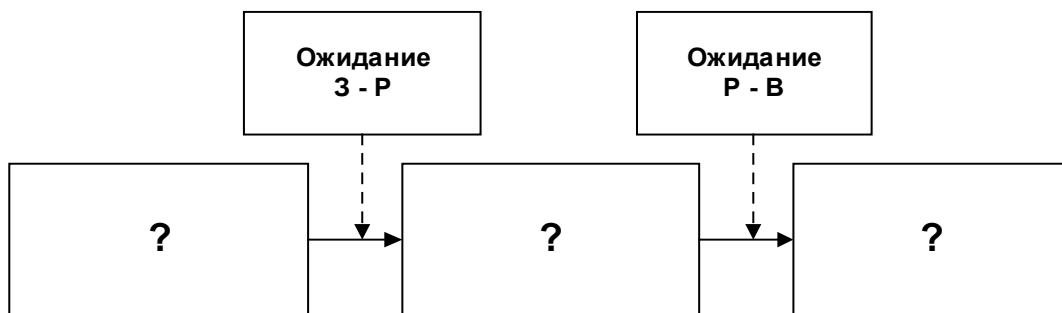 Ожидание
З - Р
Ожидание
Р - В
?
?
?